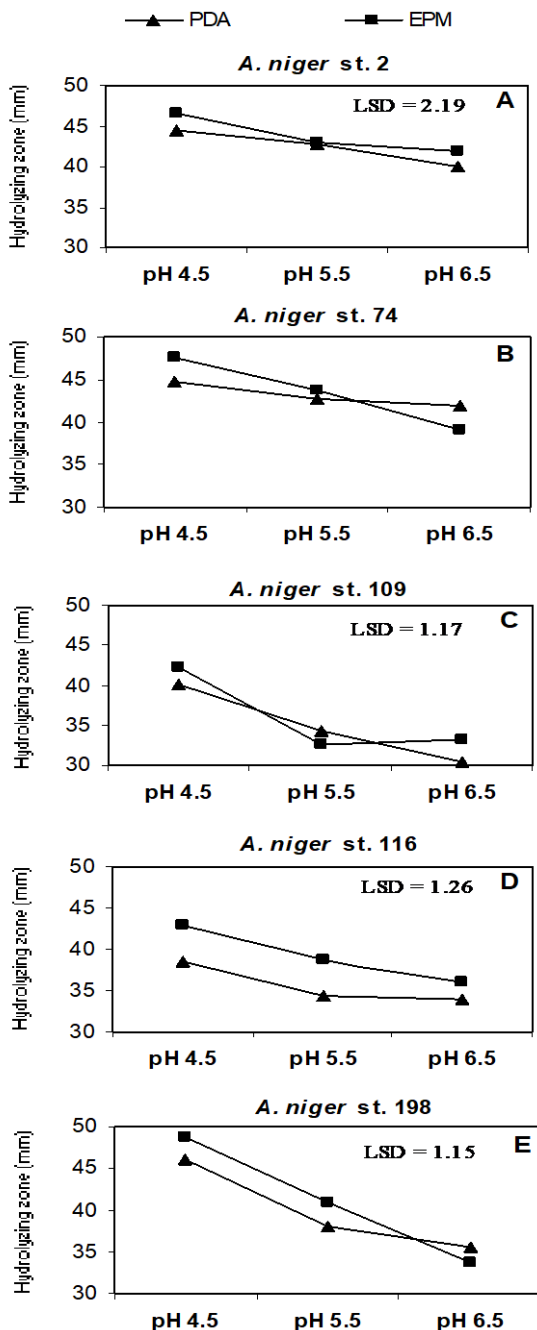 PDA EPM
A. niger st. 2
A
LSD = 2.19
50
45
40
35
30
Hydrolyzing zone (mm)
pH 4.5 pH 5.5 pH 6.5
A. niger st. 74
B
50
45
40
35
30
Hydrolyzing zone (mm)
pH 4.5 pH 5.5 pH 6.5
A. niger st. 109
C
LSD = 1.17
50
45
40
35
30
Hydrolyzing zone (mm)
pH 4.5 pH 5.5 pH 6.5
A. niger st. 116
D
LSD = 1.26
50
45
40
35
30
Hydrolyzing zone (mm)
pH 4.5 pH 5.5 pH 6.5
A. niger st. 198
E
LSD = 1.15
50
45
40
35
30
Hydrolyzing zone (mm)
pH 4.5 pH 5.5 pH 6.5